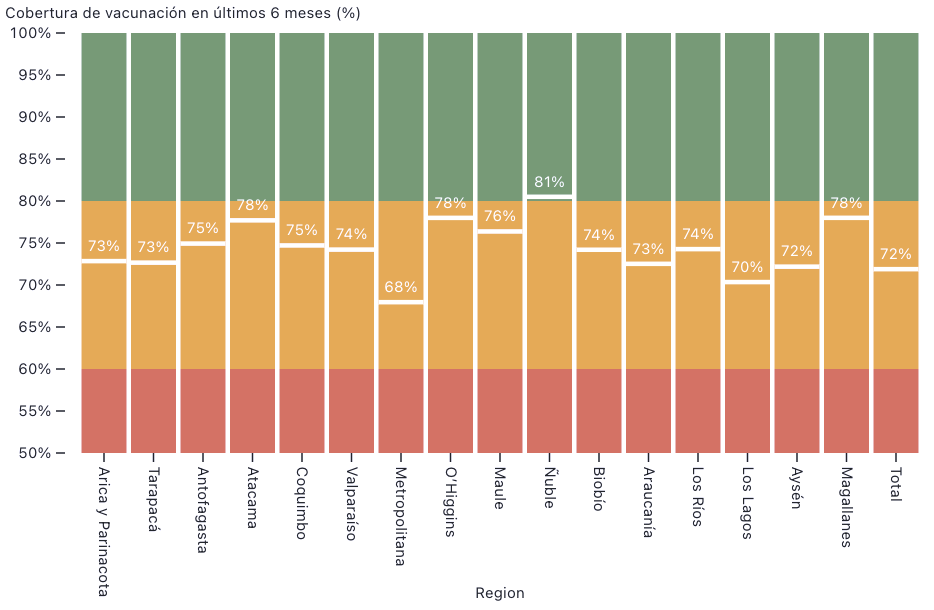 Cobertura de vacunación en últimos 6 meses (%)
100%
95%
90%
85%
80%
75%
70%
65%
60%
55%
50%
73%
73%
75%
78%
75%
74%
68%
78%
76%
81%
74%
73%
74%
70%
72%
78%
72%
Arica y Parinacota
Tarapacá
Antofagasta
Atacama
Coquimbo
Valparaíso
Metropolitana
O'Higgins
Maule
Ñuble
Biobío
Araucanía
Los Ríos
Los Lagos
Aysén
Magallanes
Total
Region